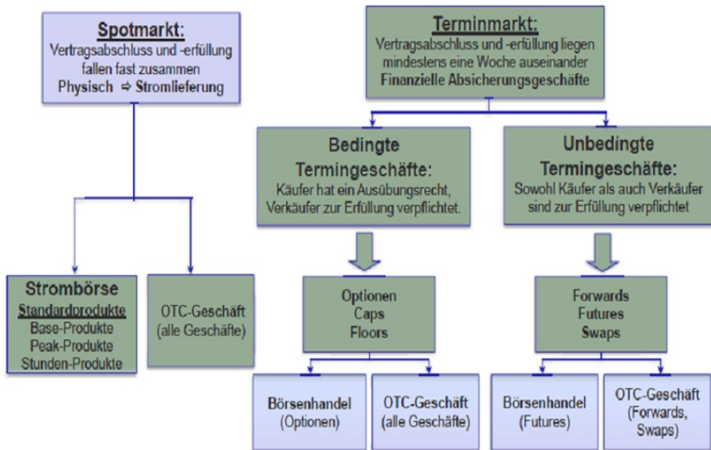 Spotmarkt:
Vertragsabschluss und -erfüllung
fallen fast zusammen
Physisch ⇨ Stromlieferung
Terminmarkt:
Vertragsabschluss und -erfüllung liegen
mindestens eine Woche auseinander
Finanzielle Absicherungsgeschäfte
Bedingte
Termingeschäfte:
Käufer hat ein Ausübungsrecht,
Verkäufer zur Erfüllung verpflichtet.
Unbedingte
Termingeschäfte:
Sowohl Käufer als auch Verkäufer
sind zur Erfüllung verpflichtet
Strombörse
Standardprodukte
Base-Produkte
Peak-Produkte
Stunden-Produkte
OTC-Geschäft
(alle Geschäfte)
Optionen
Caps
Floors
Forwards
Futures
Swaps
Börsenhandel
(Optionen)
OTC-Geschäft
(alle Geschäfte)
Börsenhandel
(Futures)
OTC-Geschäft
(Forwards,
Swaps)